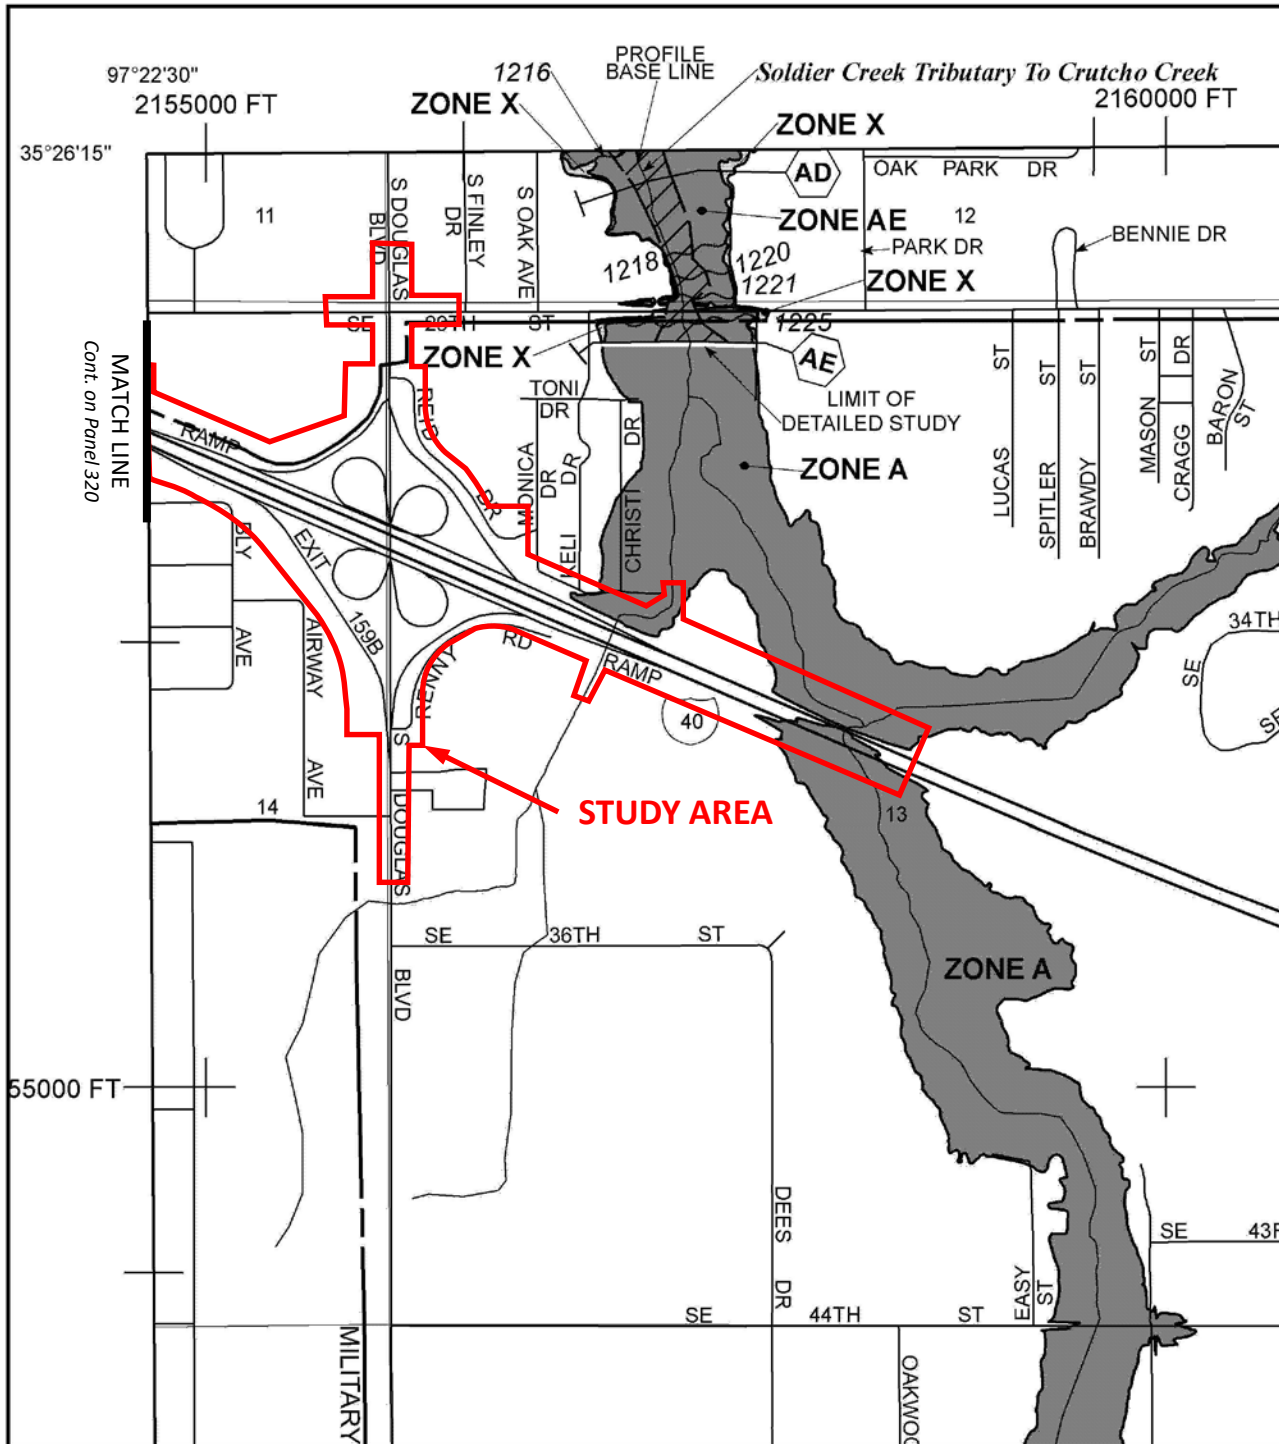 97°22'30"
2155000 FT
ZONE X
1216
PROFILE
BASE LINE
Soldier Creek Tributary To Crutcho Creek
2160000 FT
ZONE X
35°26'15"
AD
OAK PARK DR
11
S DOUGLAS
BLVD
S FINLEY
DR
S OAK AVE
ZONE AE
12
PARK DR
BENNIE DR
1218
1220
1221
ZONE X
SE 29TH ST
1225
ZONE X
AE
MATCH LINE
Cont. on Panel 320
LIMIT OF
DETAILED STUDY
TONI
DR
REID
DR
MONICA
DR
KELI DR
CHRISTI DR
ZONE A
LUCAS ST
SPITLER ST
BRAWDY ST
MASON ST
CRAGG DR
BARON
ST
RAMP
BLY
AVE
EXIT
159B
AIRWAY
AVE
RENNY
RD
RAMP
40
34TH
SE
SE
S
DOUGLAS
BLVD
STUDY AREA
14
13
SE 36TH ST
ZONE A
55000 FT
DEES
DR
EASY
ST
SE
SE 44TH ST
MILITARY